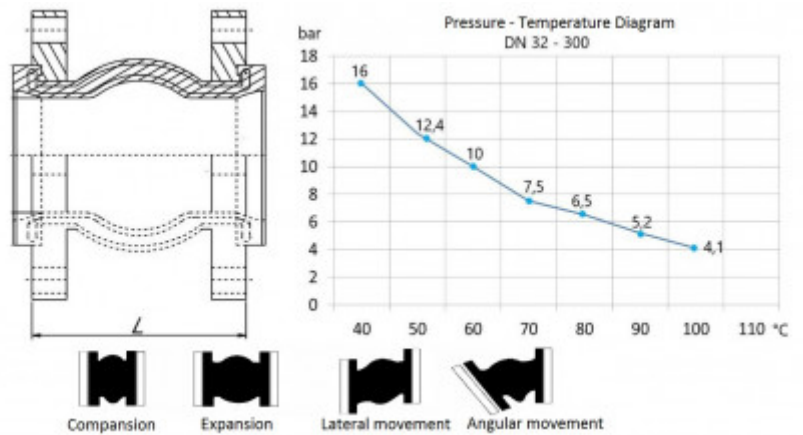 Pressure - Temperature Diagram
DN 32 - 300
bar
18
16
14
12
10
8
6
4
2
0
16
12,4
10
7,5
6,5
5,2
4,1
40 50 60 70 80 90 100 110 °C
L
Compansion Expansion Lateral movement Angular movement